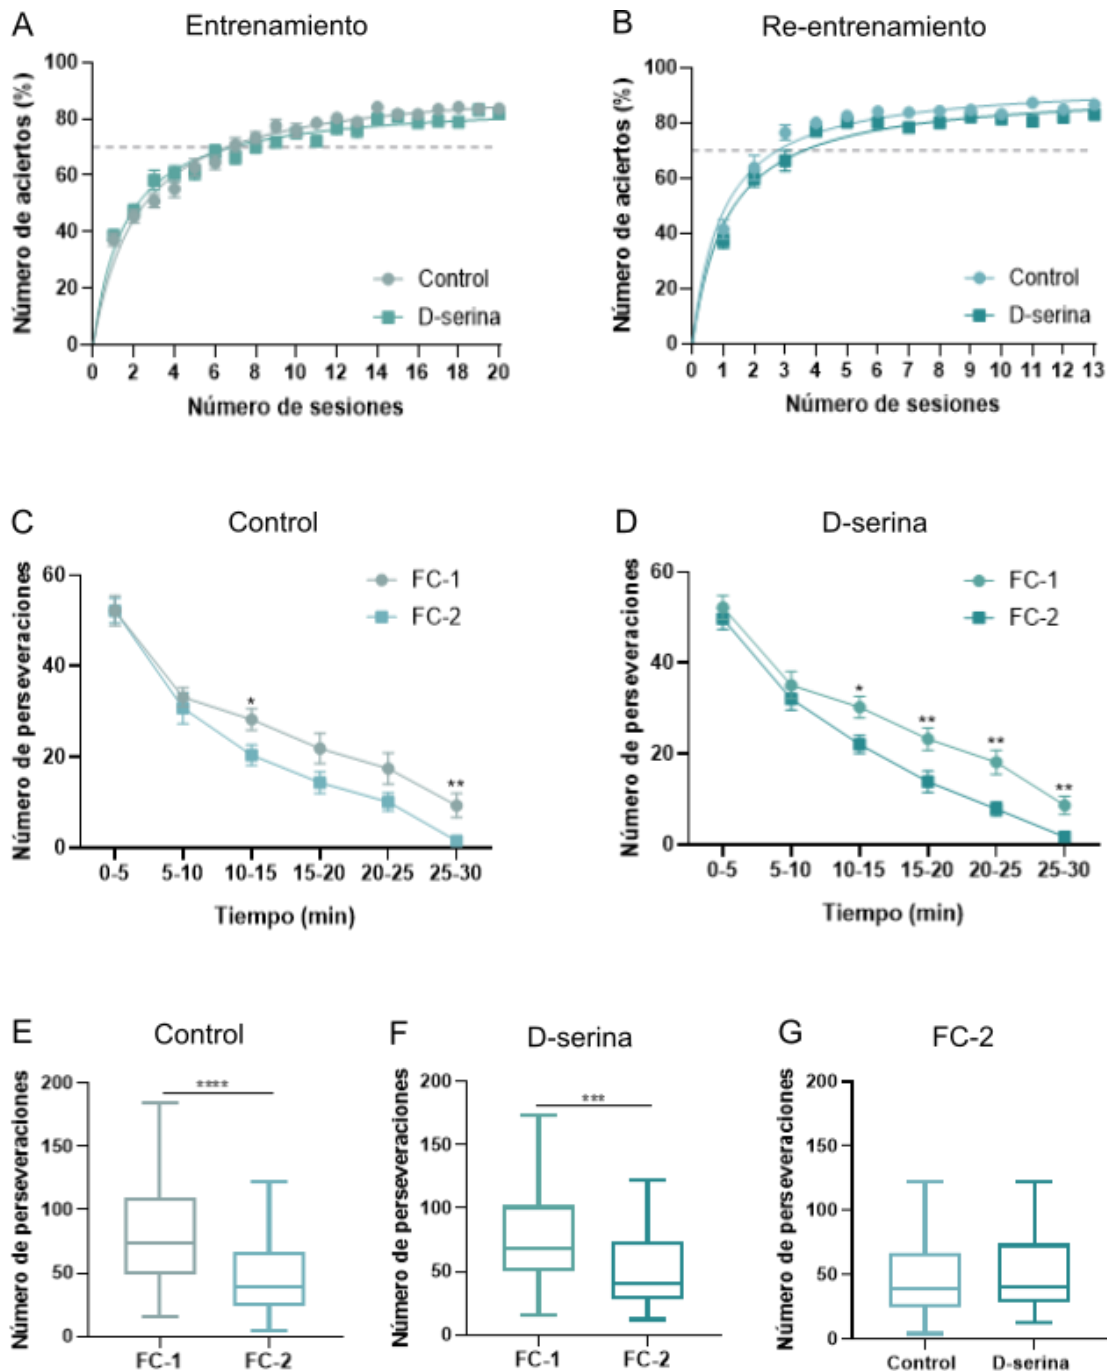 A
Entrenamiento
Número de aciertos (%)
100
80
60
40
20
0
0 2 4 6 8 10 12 14 16 18 20
Número de sesiones
Control
D-serina
B
Re-entrenamiento
Número de aciertos (%)
100
80
60
40
20
0
0 1 2 3 4 5 6 7 8 9 10 11 12 13
Número de sesiones
Control
D-serina
C
Control
Número de perseveraciones
60
40
20
0
FC-1
FC-2
*
**
0-5 5-10 10-15 15-20 20-25 25-30
Tiempo (min)
D
D-serina
Número de perseveraciones
60
40
20
0
FC-1
FC-2
*
**
**
**
0-5 5-10 10-15 15-20 20-25 25-30
Tiempo (min)
E
Control
Número de perseveraciones
200
150
100
50
0
****
FC-1 FC-2
F
D-serina
Número de perseveraciones
200
150
100
50
0
***
FC-1 FC-2
G
FC-2
Número de perseveraciones
200
150
100
50
0
Control D-serina